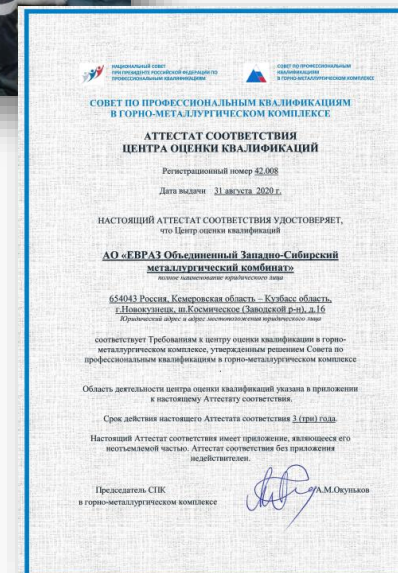 НАЦИОНАЛЬНЫЙ СОВЕТ
ПРИ ПРЕЗИДЕНТЕ РОССИЙСКОЙ ФЕДЕРАЦИИ ПО
ПРОФЕССИОНАЛЬНЫМ КВАЛИФИКАЦИЯМ
СОВЕТ ПО ПРОФЕССИОНАЛЬНЫМ
КВАЛИФИКАЦИЯМ
В ГОРНО-МЕТАЛЛУРГИЧЕСКОМ КОМПЛЕКСЕ
СОВЕТ ПО ПРОФЕССИОНАЛЬНЫМ КВАЛИФИКАЦИЯМ
В ГОРНО-МЕТАЛЛУРГИЧЕСКОМ КОМПЛЕКСЕ
АТТЕСТАТ СООТВЕТСТВИЯ
ЦЕНТРА ОЦЕНКИ КВАЛИФИКАЦИЙ
Регистрационный номер 42.008
Дата выдачи 31 августа 2020 г.
НАСТОЯЩИЙ АТТЕСТАТ СООТВЕТСТВИЯ УДОСТОВЕРЯЕТ,
что Центр оценки квалификаций
АО «ЕВРАЗ Объединенный Западно-Сибирский
металлургический комбинат»
полное наименование юридического лица
654043 Россия, Кемеровская область – Кузбасс область,
г.Новокузнецк, ш.Космическое (Заводской р-н), д.16
Юридический адрес и адрес местоположения юридического лица
соответствует Требованиям к центру оценки квалификации в горно-
металлургическом комплексе, утвержденным решением Совета по
профессиональным квалификациям в горно-металлургическом комплексе
Область деятельности центра оценки квалификаций указана в приложении
к настоящему Аттестату соответствия.
Срок действия настоящего Аттестата соответствия 3 (три) года.
Настоящий Аттестат соответствия имеет приложение, являющееся его
неотъемлемой частью. Аттестат соответствия без приложения
недействителен.
Председатель СПК
в горно-металлургическом комплексе
А.М.Окуньков